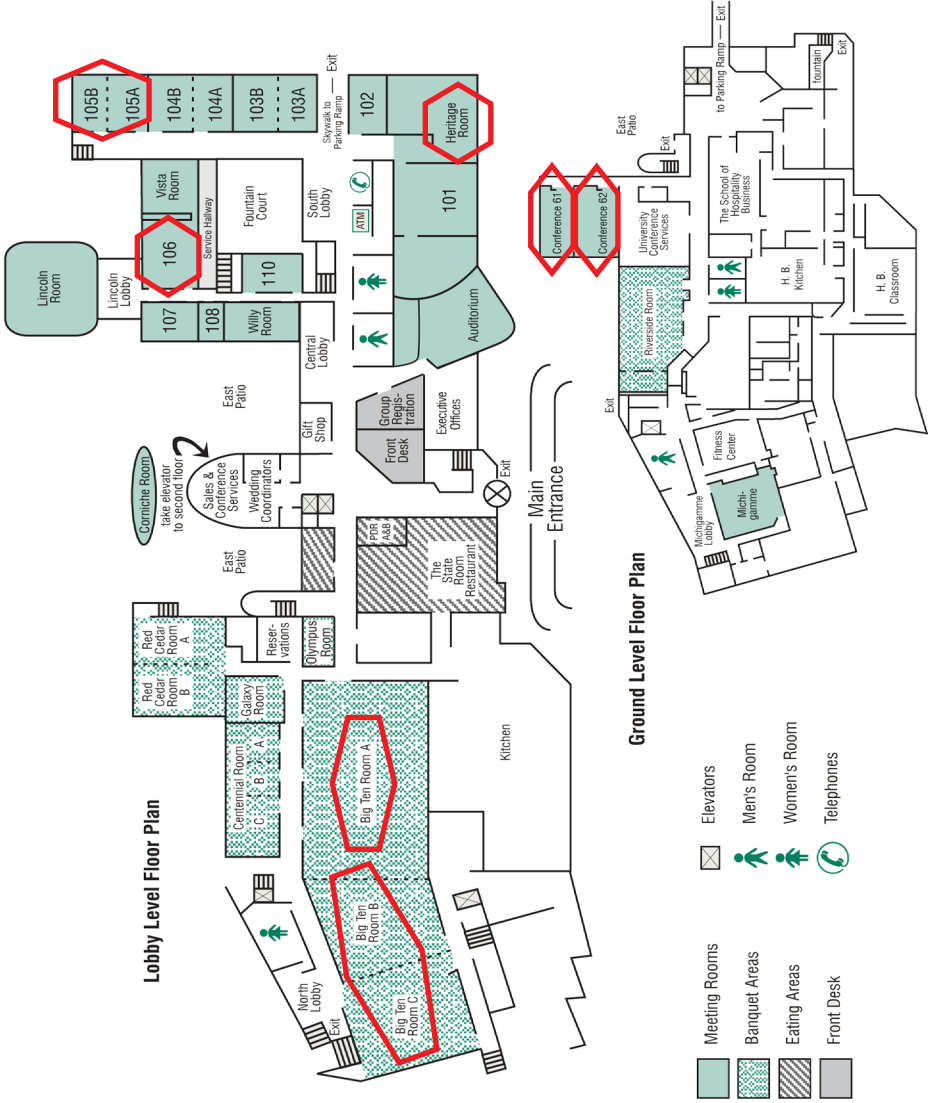 Lobby Level Floor Plan
105B
105A
104B
104A
103B
103A
Skywalk to
Parking Ramp
Exit
102
Heritage
Room
101
Auditorium
ATM
South
Lobby
Fountain
Court
Service Hallway
Vista
Room
106
110
Lincoln
Room
Lincoln
Lobby
107
108
Willy
Room
Central
Lobby
East
Patio
Gift
Shop
Group
Regis-
tration
Front
Desk
Executive
Offices
Exit
Main
Entrance
Corniche Room
take elevator
to second floor
Sales &
Conference
Services
Wedding
Coordinators
East
Patio
PDR
A&B
The
State
Room
Restaurant
Red
Cedar
Room
A
Red
Cedar
Room
B
Reser-
vations
Olympus
Room
Galaxy
Room
Centennial Room
C B A
Big Ten Room A
Big Ten
Room B
Big Ten
Room C
Kitchen
North
Lobby
Exit
Ground Level Floor Plan
Exit
to Parking Ramp
fountain
Exit
East
Patio
Exit
Conference 61
Conference 62
University
Conference
Services
The School of
Hospitality
Business
H. B.
Kitchen
H. B.
Classroom
Riverside Room
Exit
Fitness
Center
Michi-
gamme
Michigamme
Lobby
Meeting Rooms
Banquet Areas
Eating Areas
Front Desk
Elevators
Men's Room
Women's Room
Telephones